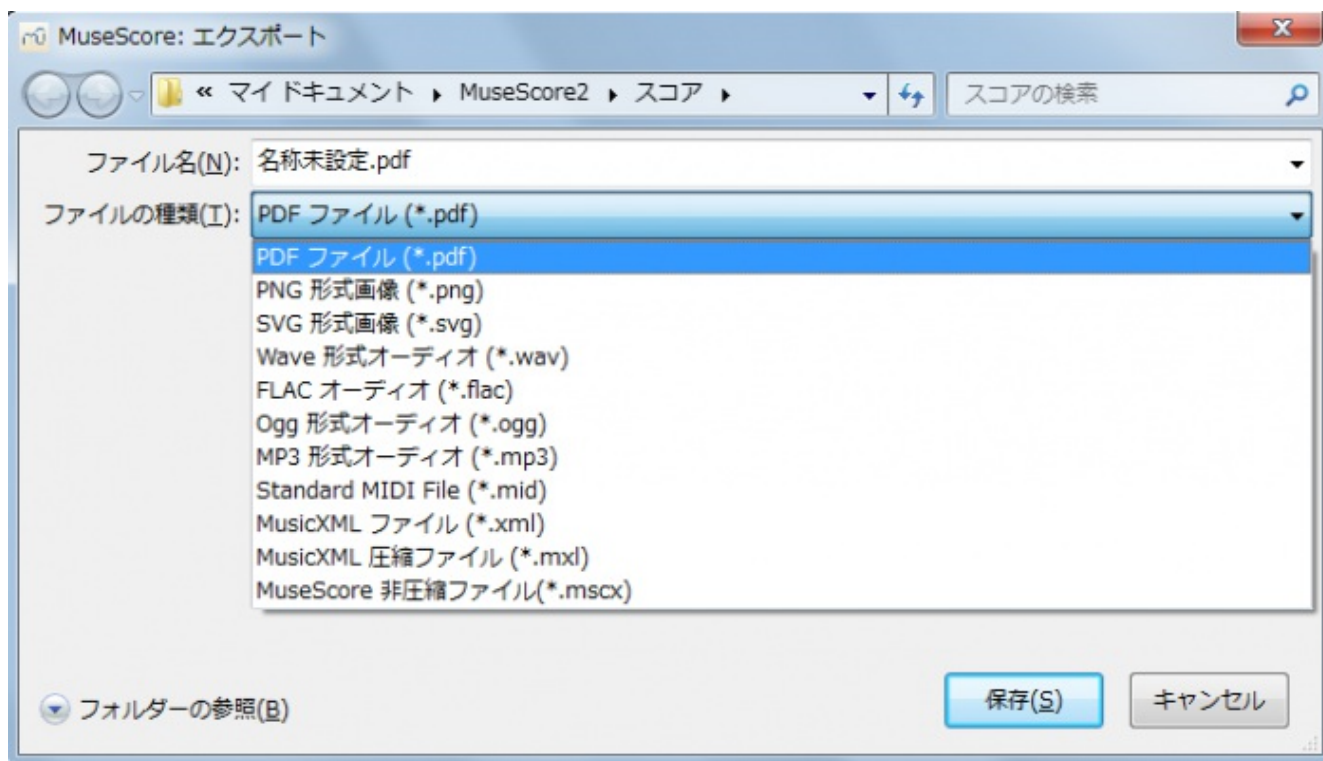 MuseScore: エクスポート
« マイ ドキュメント ▸ MuseScore2 ▸ スコア ▸ スコアの検索
ファイル名(N): 名称未設定.pdf
ファイルの種類(T): PDF ファイル (*.pdf)
PDF ファイル (*.pdf)
PNG 形式画像 (*.png)
SVG 形式画像 (*.svg)
Wave 形式オーディオ (*.wav)
FLAC オーディオ (*.flac)
Ogg 形式オーディオ (*.ogg)
MP3 形式オーディオ (*.mp3)
Standard MIDI File (*.mid)
MusicXML ファイル (*.xml)
MusicXML 圧縮ファイル (*.mxl)
MuseScore 非圧縮ファイル(*.mscx)
フォルダーの参照(B) 保存(S) キャンセル